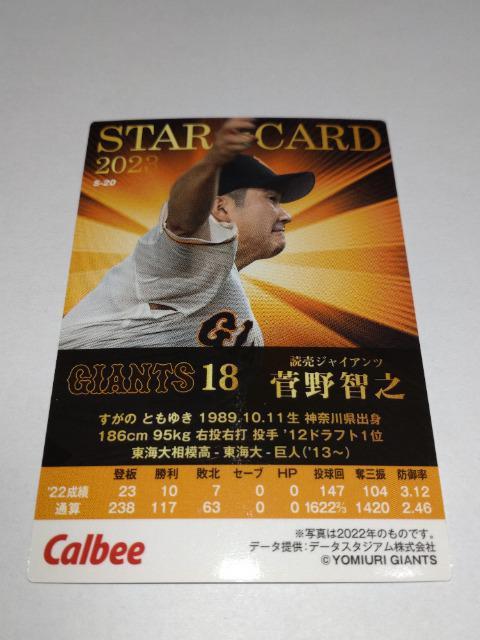 STAR CARD
2023
S-20
GI
GIANTS 18 読売ジャイアンツ
菅野智之
すがの ともゆき 1989.10.11生 神奈川県出身
186cm 95kg 右投右打 投手 '12ドラフト1位
東海大相模高 - 東海大 - 巨人('13〜)
登板 勝利 敗北 セーブ HP 投球回 奪三振 防御率
'22成績 23 10 7 0 0 147 104 3.12
通算 238 117 63 0 0 1622⅔ 1420 2.46
※写真は2022年のものです。
データ提供:データスタジアム株式会社
Calbee ©YOMIURI GIANTS